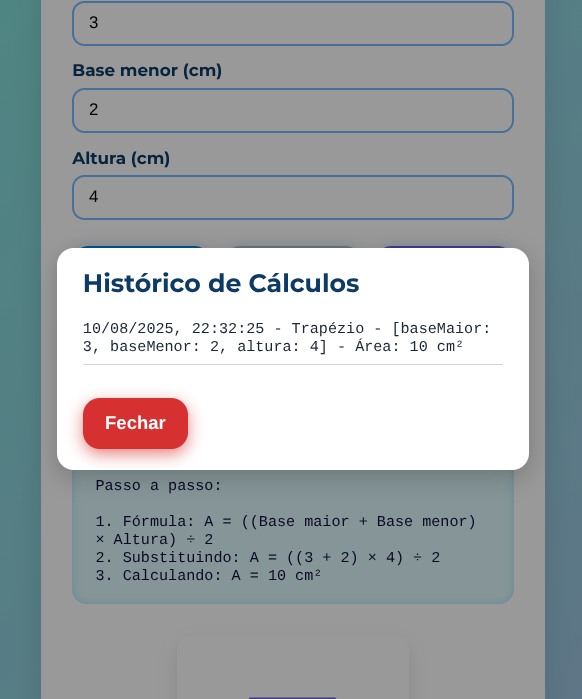 3
Base menor (cm)
2
Altura (cm)
4
Histórico de Cálculos
10/08/2025, 22:32:25 - Trapézio - [baseMaior:
3, baseMenor: 2, altura: 4] - Área: 10 cm²
Fechar
Passo a passo:
1. Fórmula: A = ((Base maior + Base menor)
× Altura) ÷ 2
2. Substituindo: A = ((3 + 2) × 4) ÷ 2
3. Calculando: A = 10 cm²